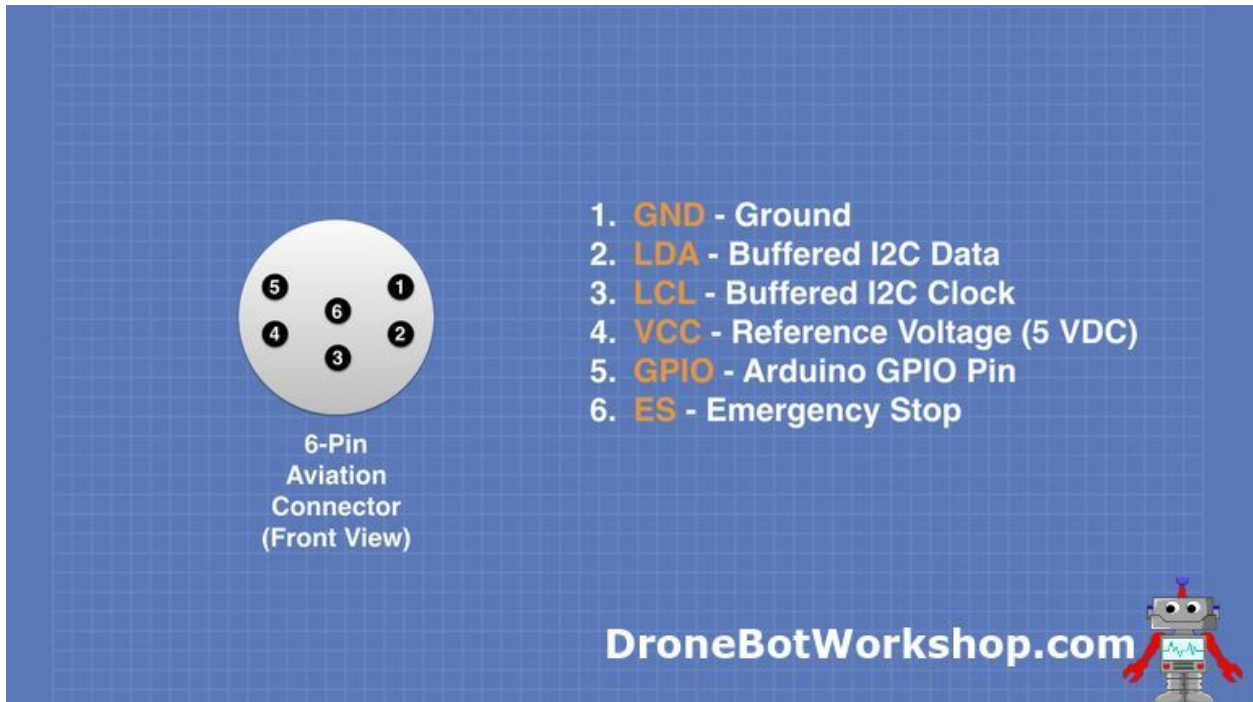 5
1
6
4
2
3
6-Pin
Aviation
Connector
(Front View)
1. GND - Ground
2. LDA - Buffered I2C Data
3. LCL - Buffered I2C Clock
4. VCC - Reference Voltage (5 VDC)
5. GPIO - Arduino GPIO Pin
6. ES - Emergency Stop
DroneBotWorkshop.com